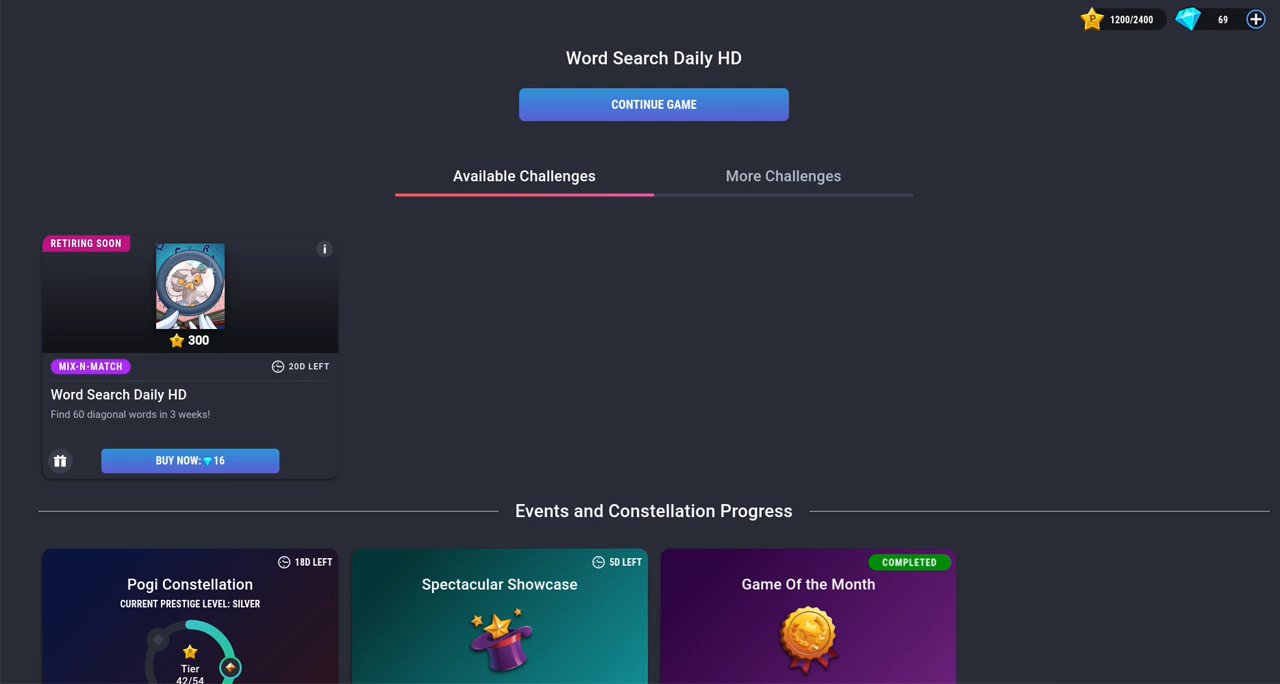 1200/2400
69
Word Search Daily HD
CONTINUE GAME
Available Challenges
More Challenges
RETIRING SOON
i
300
MIX-N-MATCH
20D LEFT
Word Search Daily HD
Find 60 diagonal words in 3 weeks!
BUY NOW: 16
Events and Constellation Progress
18D LEFT
Pogi Constellation
CURRENT PRESTIGE LEVEL: SILVER
Tier
42/54
5D LEFT
Spectacular Showcase
COMPLETED
Game Of the Month